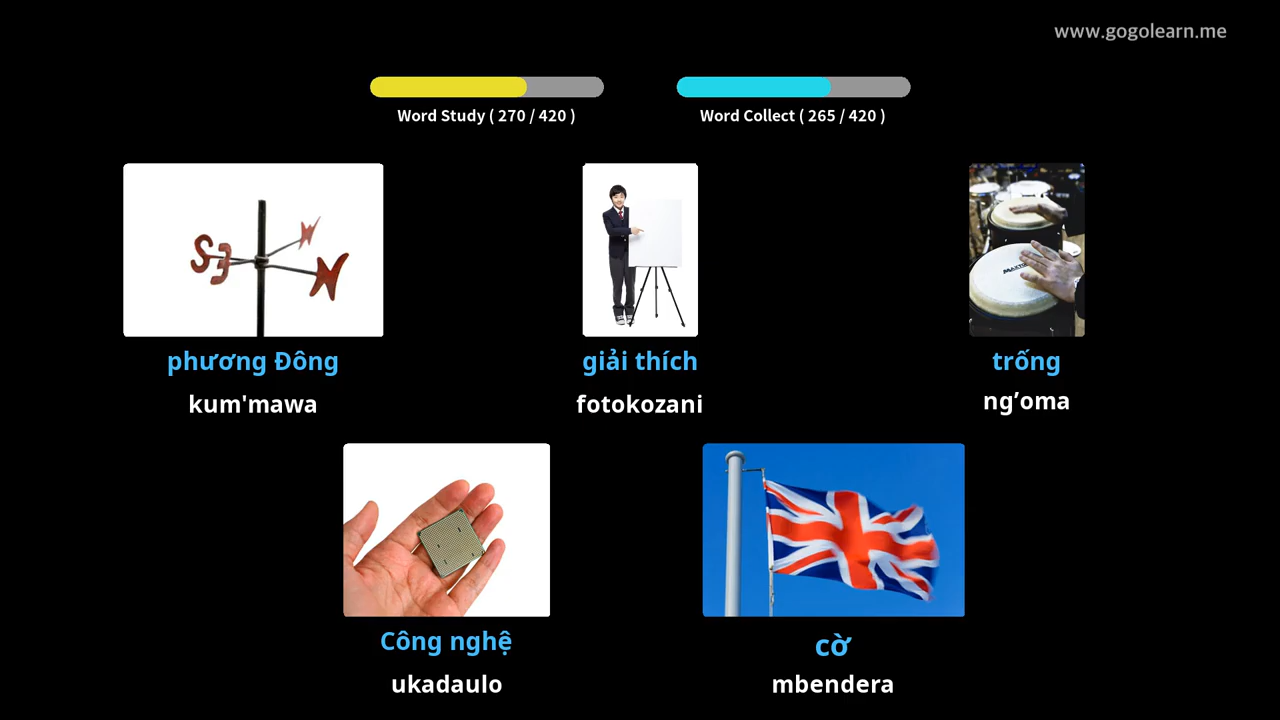 www.gogolearn.me
Word Study ( 270 / 420 )
Word Collect ( 265 / 420 )
S E N N
phương Đông
kum'mawa
giải thích
fotokozani
MAXTO
trống
ng’oma
Công nghệ
ukadaulo
cờ
mbendera